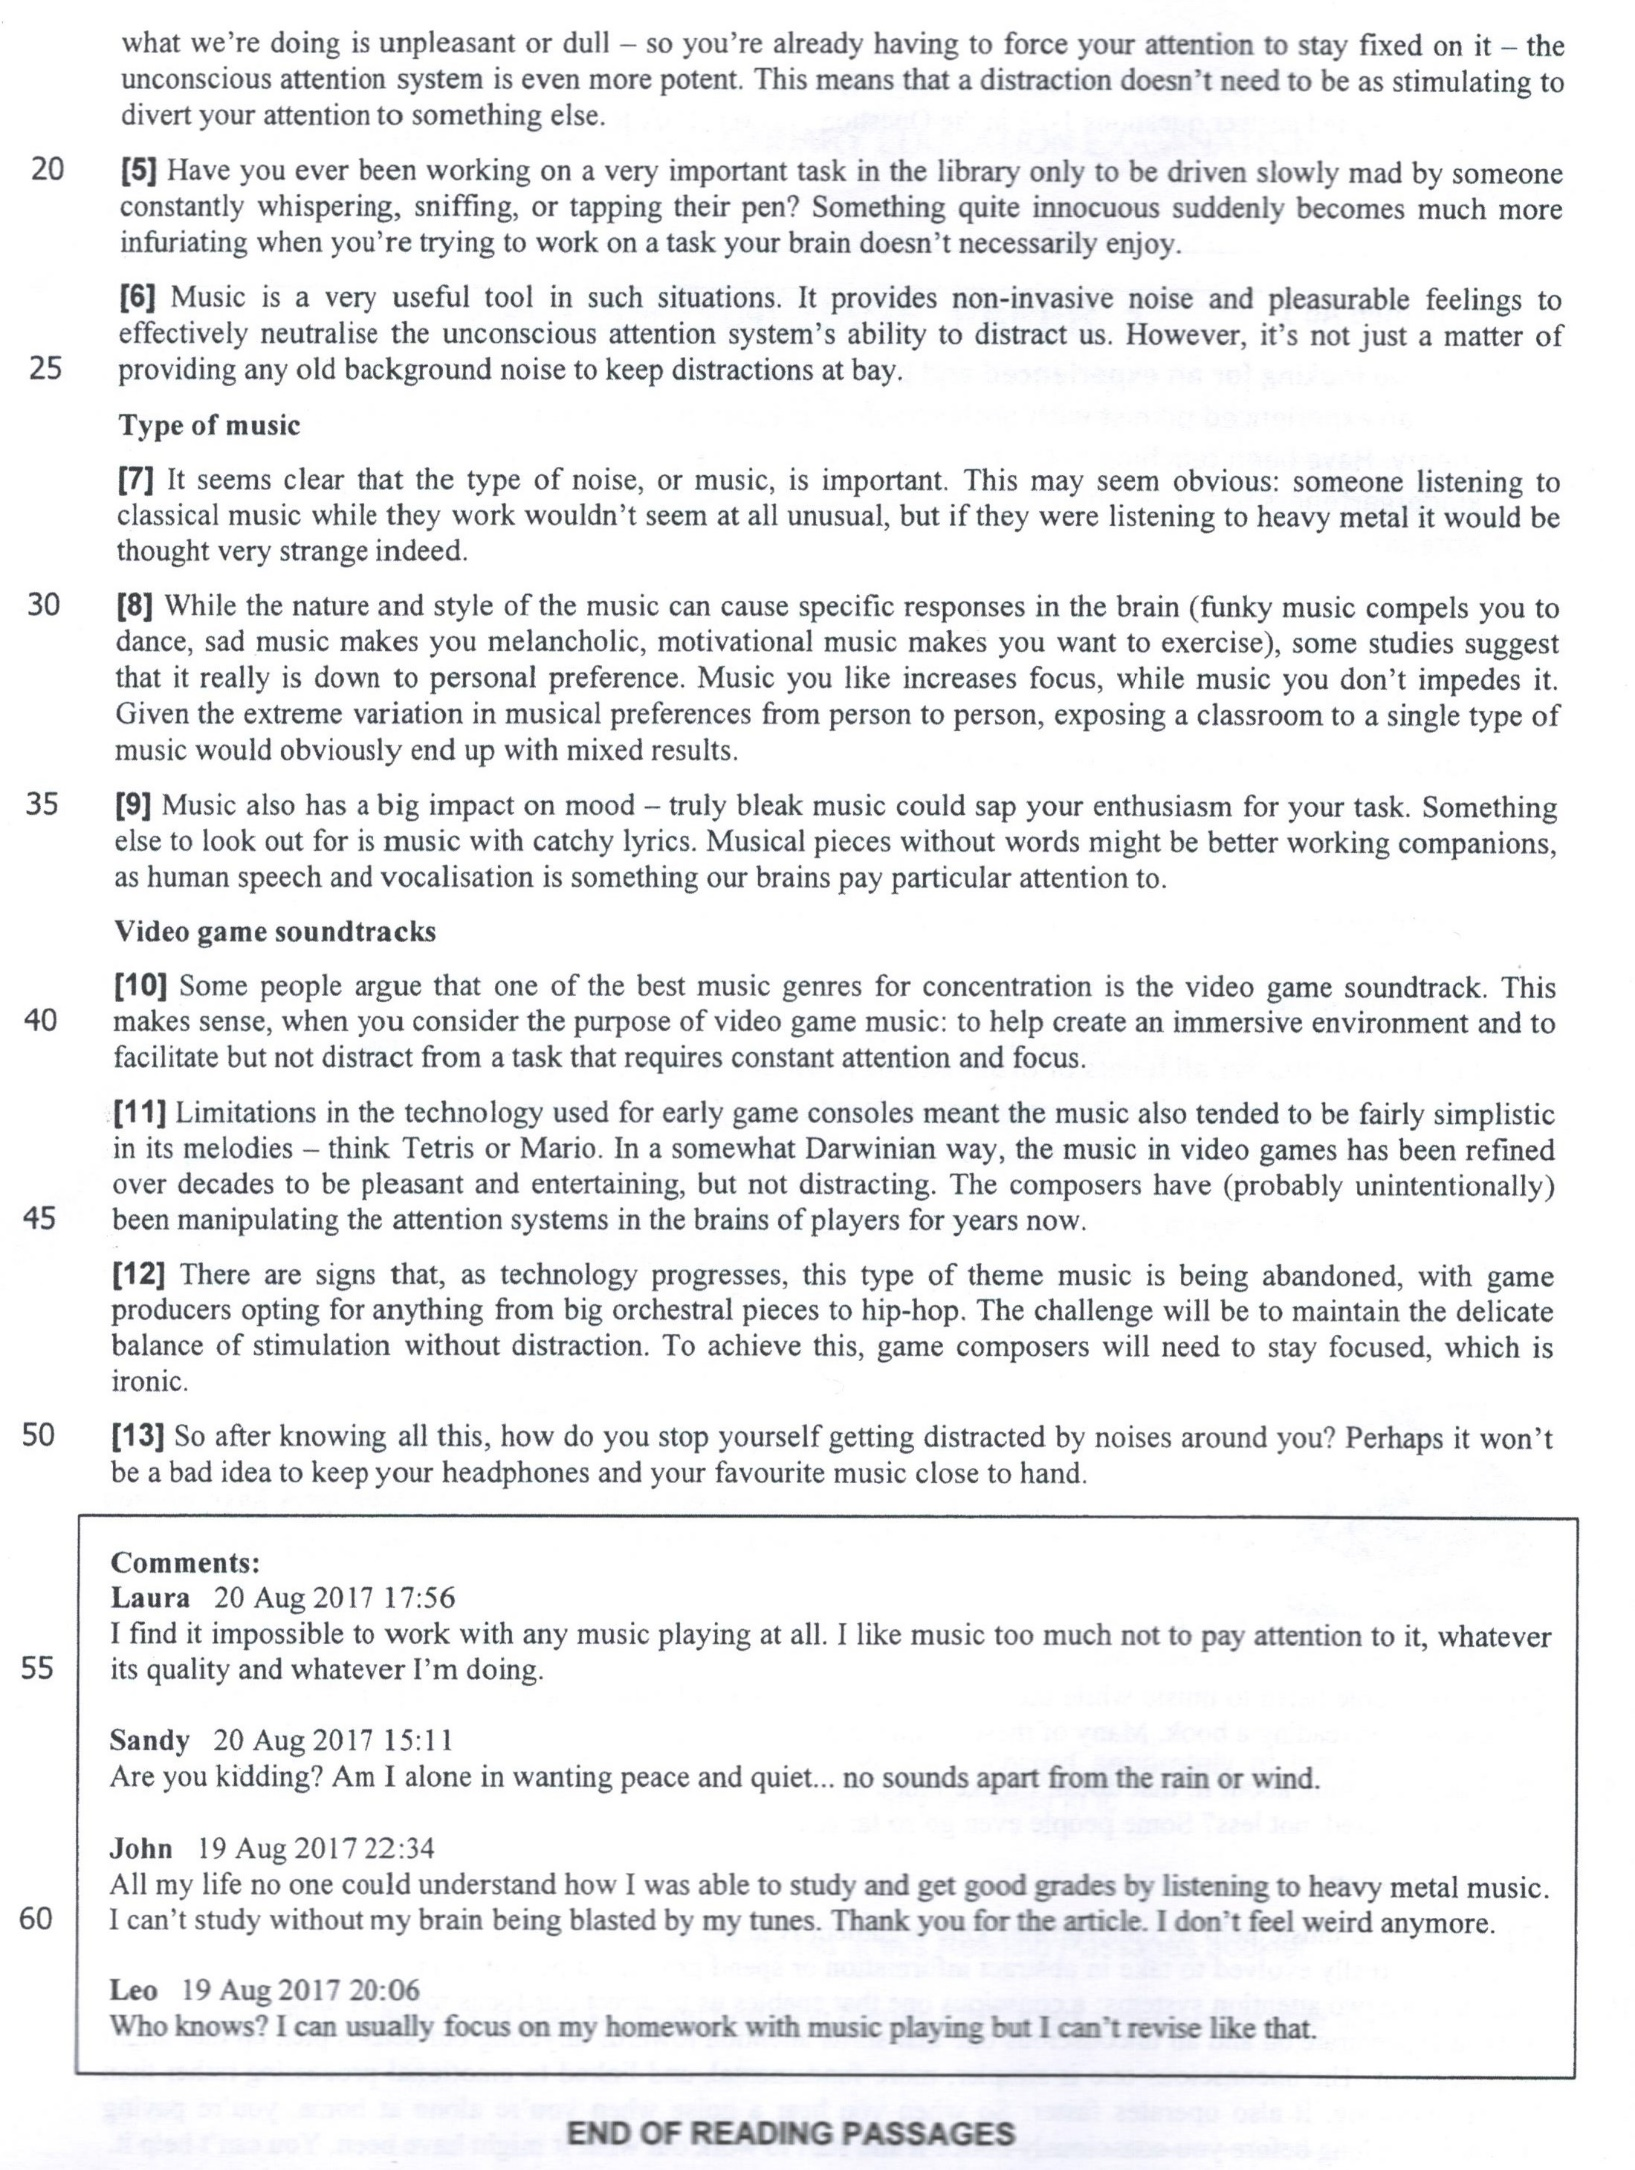 what we're doing is unpleasant or dull – so you're already having to force your attention to stay fixed on it – the
unconscious attention system is even more potent. This means that a distraction doesn't need to be as stimulating to
divert your attention to something else.
20 [5] Have you ever been working on a very important task in the library only to be driven slowly mad by someone
constantly whispering, sniffing, or tapping their pen? Something quite innocuous suddenly becomes much more
infuriating when you're trying to work on a task your brain doesn't necessarily enjoy.
[6] Music is a very useful tool in such situations. It provides non-invasive noise and pleasurable feelings to
effectively neutralise the unconscious attention system's ability to distract us. However, it's not just a matter of
25 providing any old background noise to keep distractions at bay.
Type of music
[7] It seems clear that the type of noise, or music, is important. This may seem obvious: someone listening to
classical music while they work wouldn't seem at all unusual, but if they were listening to heavy metal it would be
thought very strange indeed.
30 [8] While the nature and style of the music can cause specific responses in the brain (funky music compels you to
dance, sad music makes you melancholic, motivational music makes you want to exercise), some studies suggest
that it really is down to personal preference. Music you like increases focus, while music you don't impedes it.
Given the extreme variation in musical preferences from person to person, exposing a classroom to a single type of
music would obviously end up with mixed results.
35 [9] Music also has a big impact on mood – truly bleak music could sap your enthusiasm for your task. Something
else to look out for is music with catchy lyrics. Musical pieces without words might be better working companions,
as human speech and vocalisation is something our brains pay particular attention to.
Video game soundtracks
[10] Some people argue that one of the best music genres for concentration is the video game soundtrack. This
40 makes sense, when you consider the purpose of video game music: to help create an immersive environment and to
facilitate but not distract from a task that requires constant attention and focus.
[11] Limitations in the technology used for early game consoles meant the music also tended to be fairly simplistic
in its melodies – think Tetris or Mario. In a somewhat Darwinian way, the music in video games has been refined
over decades to be pleasant and entertaining, but not distracting. The composers have (probably unintentionally)
45 been manipulating the attention systems in the brains of players for years now.
[12] There are signs that, as technology progresses, this type of theme music is being abandoned, with game
producers opting for anything from big orchestral pieces to hip-hop. The challenge will be to maintain the delicate
balance of stimulation without distraction. To achieve this, game composers will need to stay focused, which is
ironic.
50 [13] So after knowing all this, how do you stop yourself getting distracted by noises around you? Perhaps it won't
be a bad idea to keep your headphones and your favourite music close to hand.
Comments:
Laura 20 Aug 2017 17:56
I find it impossible to work with any music playing at all. I like music too much not to pay attention to it, whatever
55 its quality and whatever I'm doing.
Sandy 20 Aug 2017 15:11
Are you kidding? Am I alone in wanting peace and quiet... no sounds apart from the rain or wind.
John 19 Aug 2017 22:34
All my life no one could understand how I was able to study and get good grades by listening to heavy metal music.
60 I can't study without my brain being blasted by my tunes. Thank you for the article. I don't feel weird anymore.
Leo 19 Aug 2017 20:06
Who knows? I can usually focus on my homework with music playing but I can't revise like that.
END OF READING PASSAGES